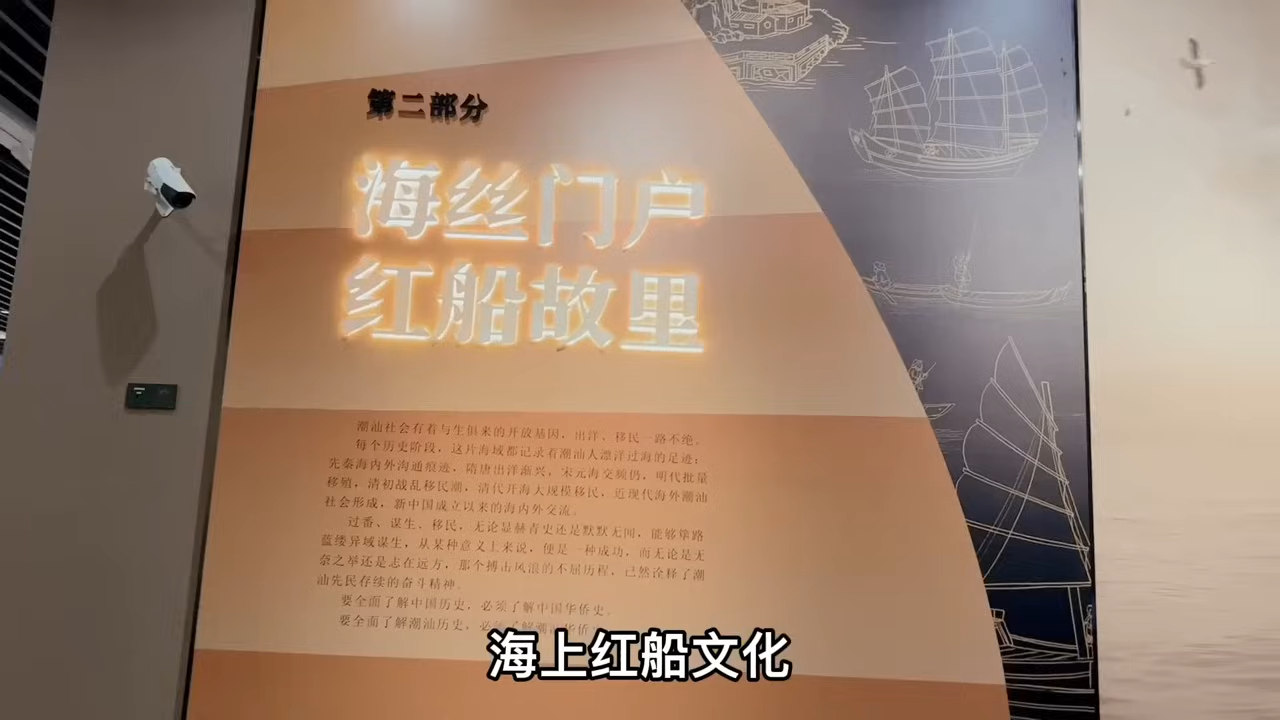 第二部分
海丝门户
红船故里
潮汕社会有着与生俱来的开放基因，出洋、移民一路不绝。
每个历史阶段，这片海域都记录着潮汕人漂洋过海的足迹：
先秦海内外沟通痕迹，隋唐出洋渐兴，宋元海交频仍，明代批量
移殖，清初战乱移民潮，清代开海大规模移民，近现代海外潮汕
社会形成，新中国成立以来的海内外交流。
过番、谋生、移民，无论显赫青史还是默默无闻，能够筚路
蓝缕异域谋生，从某种意义上来说，便是一种成功，而无论是无
奈之举还是志在远方，那个搏击风浪的不屈历程，已然诠释了潮
汕先民存续的奋斗精神。
要全面了解中国历史，必须了解中国华侨史。
要全面了解潮汕历史，必须了解潮
海上红船文化